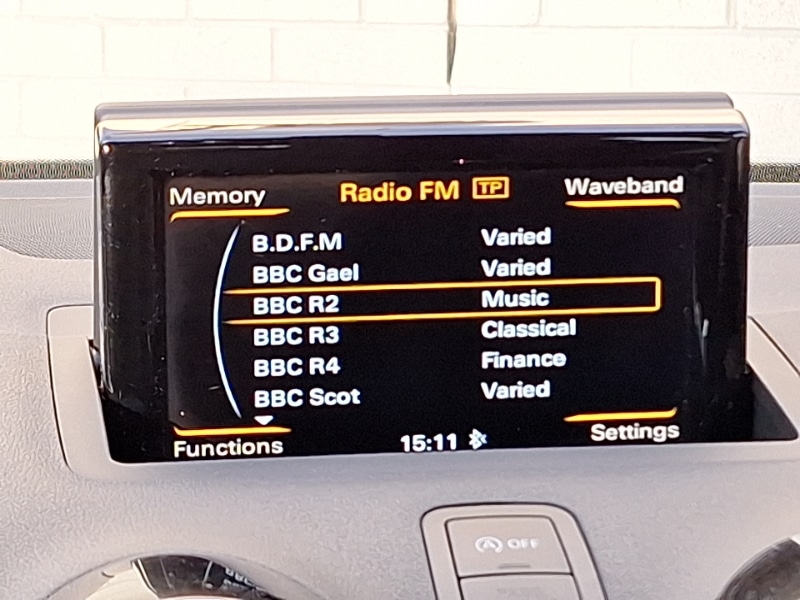 Memory Radio FM TP Waveband
B.D.F.M Varied
BBC Gael Varied
BBC R2 Music
BBC R3 Classical
BBC R4 Finance
BBC Scot Varied
Functions 15:11 Settings
A OFF